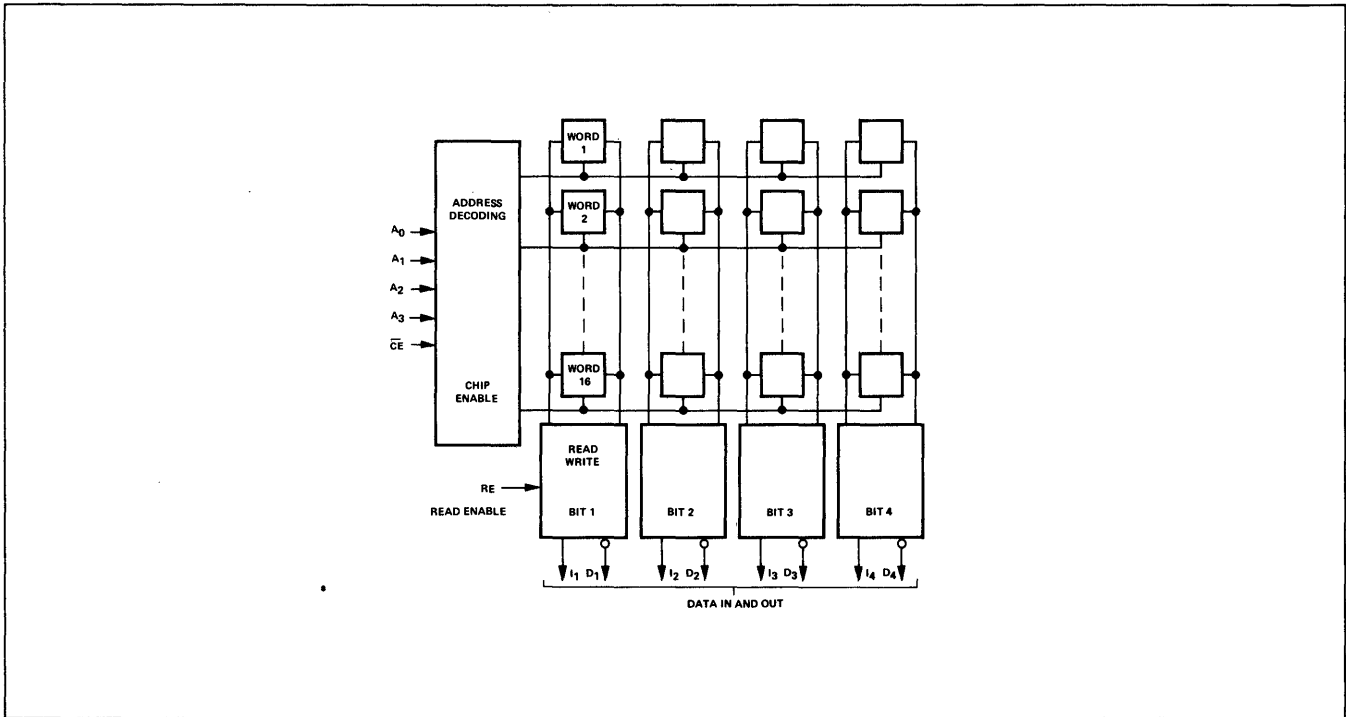 WORD
1
ADDRESS
DECODING
WORD
2
A0
A1
A2
A3
CE
WORD
16
CHIP
ENABLE
READ
WRITE
RE
READ ENABLE
BIT 1
BIT 2
BIT 3
BIT 4
I1 D1 I2 D2 I3 D3 I4 D4
DATA IN AND OUT